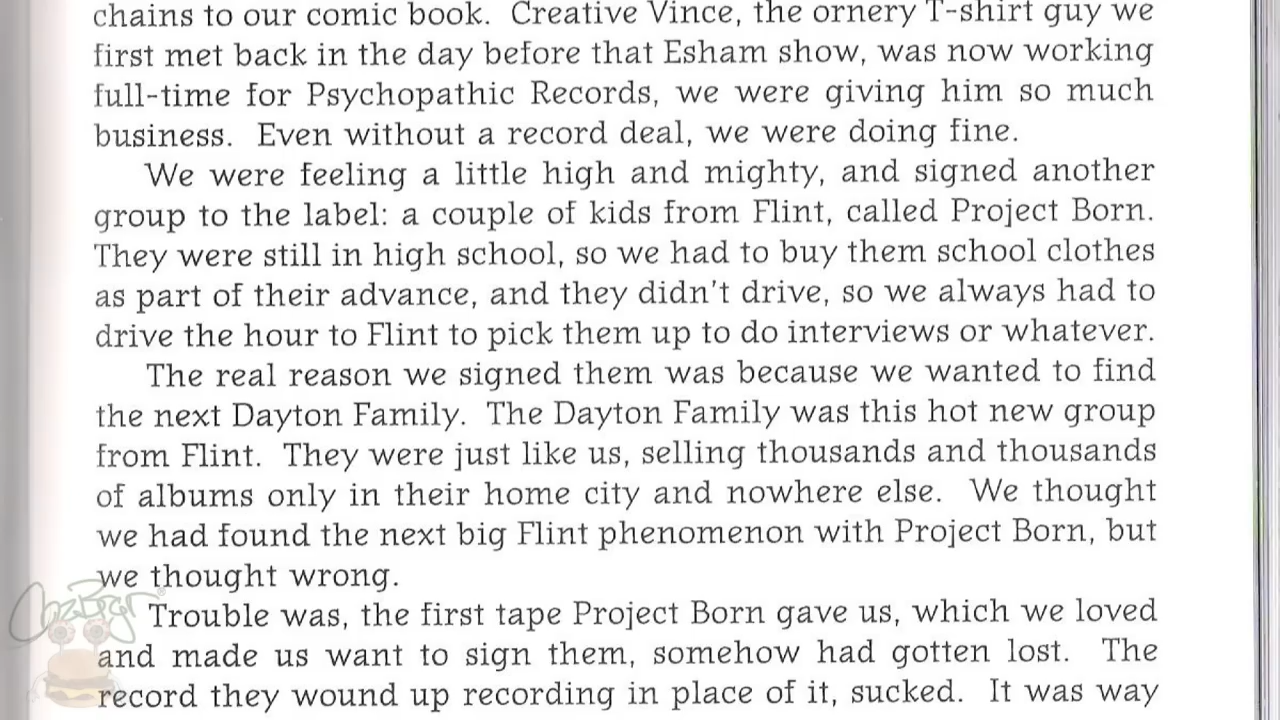 chains to our comic book. Creative Vince, the ornery T-shirt guy we
first met back in the day before that Esham show, was now working
full-time for Psychopathic Records, we were giving him so much
business. Even without a record deal, we were doing fine.
We were feeling a little high and mighty, and signed another
group to the label: a couple of kids from Flint, called Project Born.
They were still in high school, so we had to buy them school clothes
as part of their advance, and they didn't drive, so we always had to
drive the hour to Flint to pick them up to do interviews or whatever.
The real reason we signed them was because we wanted to find
the next Dayton Family. The Dayton Family was this hot new group
from Flint. They were just like us, selling thousands and thousands
of albums only in their home city and nowhere else. We thought
we had found the next big Flint phenomenon with Project Born, but
we thought wrong.
Trouble was, the first tape Project Born gave us, which we loved
and made us want to sign them, somehow had gotten lost. The
record they wound up recording in place of it, sucked. It was way